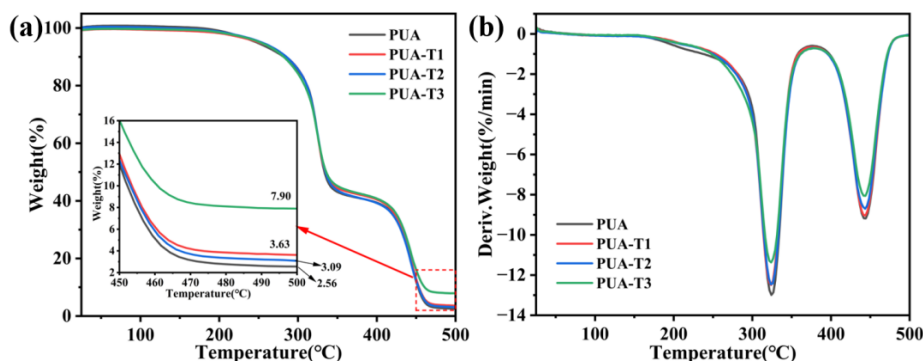 (a)
100
80
60
40
20
0
Weight(%)
PUA
PUA-T1
PUA-T2
PUA-T3
16
14
12
10
8
6
4
2
0
Weight(%)
7.90
3.63
3.09
2.56
450 460 470 480 490 500
Temperature(℃)
100 200 300 400 500
Temperature(℃)
(b)
0
−2
−4
−6
−8
−10
−12
−14
Deriv.Weight(%/min)
PUA
PUA-T1
PUA-T2
PUA-T3
100 200 300 400 500
Temperature(℃)